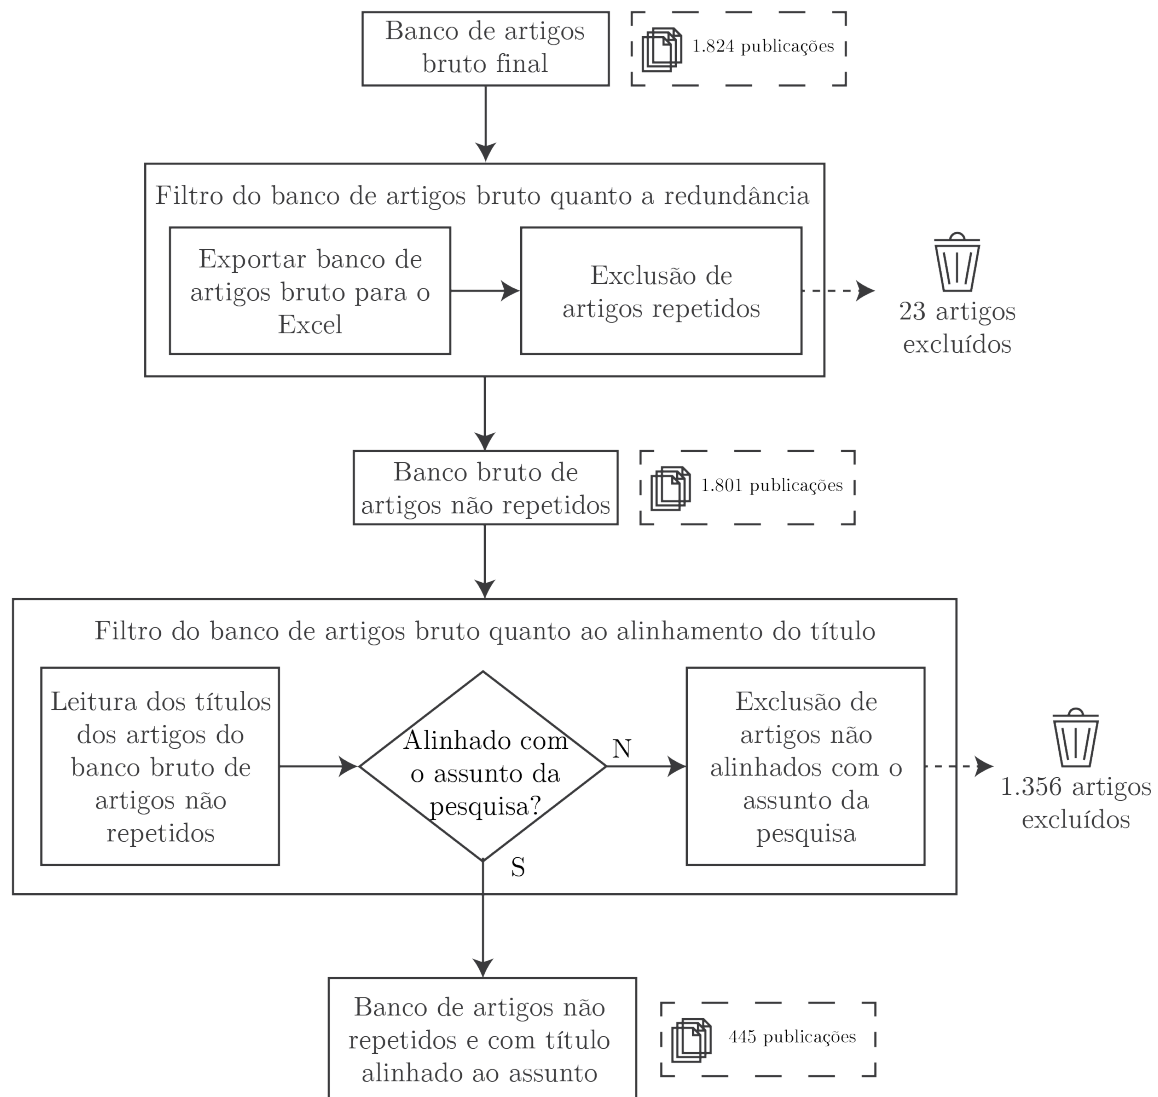 Banco de artigos
bruto final
1.824 publicações
Filtro do banco de artigos bruto quanto a redundância
Exportar banco de
artigos bruto para o
Excel
Exclusão de
artigos repetidos
23 artigos
excluídos
Banco bruto de
artigos não repetidos
1.801 publicações
Filtro do banco de artigos bruto quanto ao alinhamento do título
Leitura dos títulos
dos artigos do
banco bruto de
artigos não
repetidos
Alinhado com
o assunto da
pesquisa?
N
S
Exclusão de
artigos não
alinhados com o
assunto da
pesquisa
1.356 artigos
excluídos
Banco de artigos não
repetidos e com título
alinhado ao assunto
445 publicações